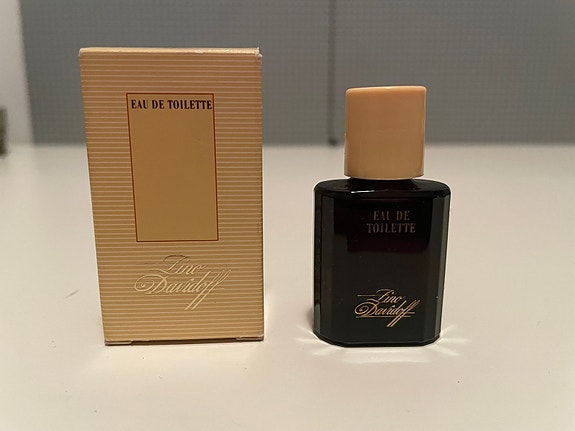 EAU DE TOILETTE
Zino
Davidoff
EAU DE
TOILETTE
Zino
Davidoff